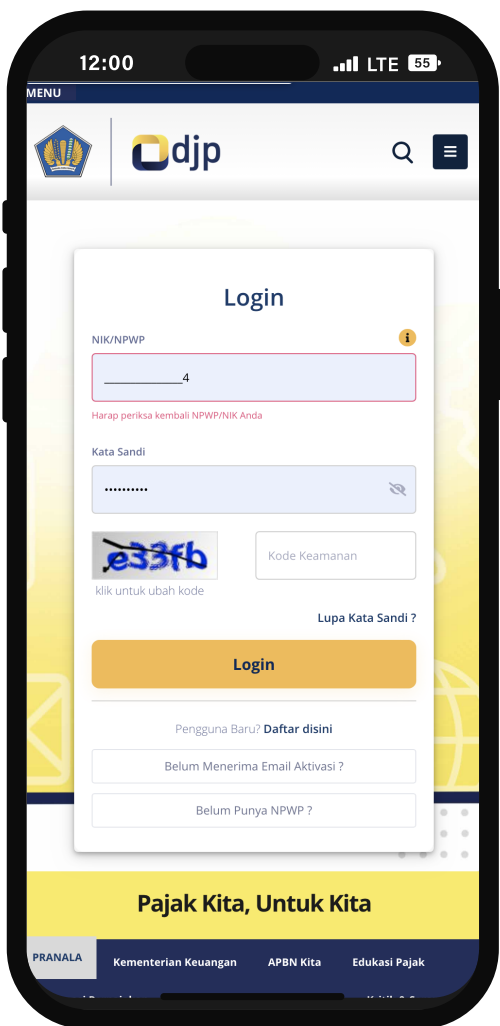 12:00 LTE 55
MENU
djp
Login
NIK/NPWP
_______________4
Harap periksa kembali NPWP/NIK Anda
Kata Sandi
••••••••••
e33fb
Kode Keamanan
klik untuk ubah kode
Lupa Kata Sandi ?
Login
Pengguna Baru? Daftar disini
Belum Menerima Email Aktivasi ?
Belum Punya NPWP ?
Pajak Kita, Untuk Kita
PRANALA
Kementerian Keuangan APBN Kita Edukasi Pajak